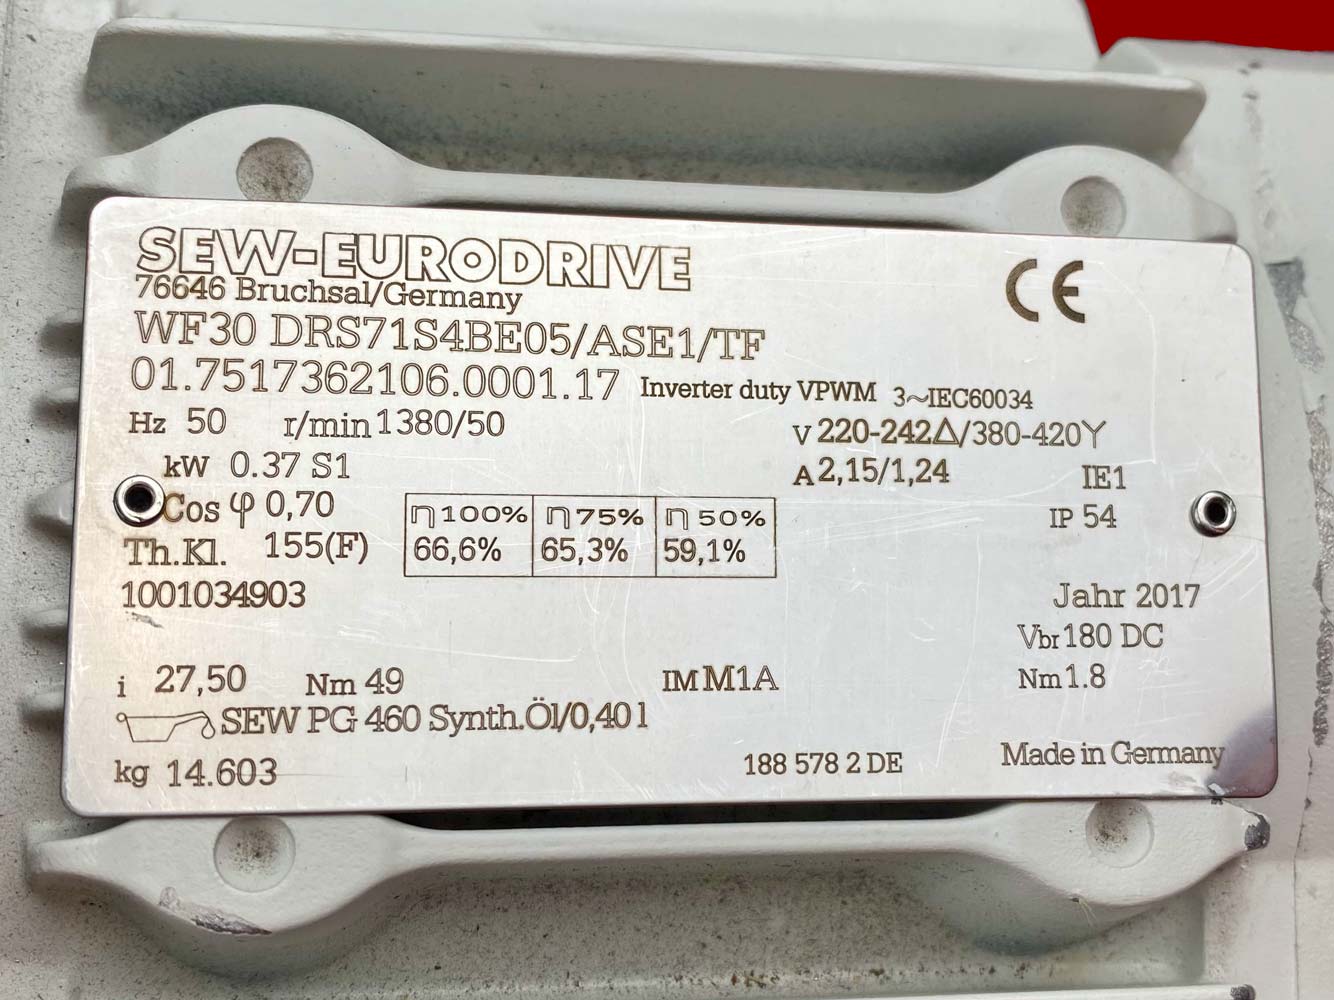 SEW-EURODRIVE
76646 Bruchsal/Germany
CE
WF30 DRS71S4BE05/ASE1/TF
01.7517362106.0001.17 Inverter duty VPWM 3~IEC60034
Hz 50 r/min 1380/50 V 220-242Δ/380-420Y
kW 0.37 S1 A 2,15/1,24 IE1
Cos φ 0,70 η100% η75% η50% IP 54
Th.Kl. 155(F) 66,6% 65,3% 59,1%
1001034903 Jahr 2017
Vbr 180 DC
i 27,50 Nm 49 IM M1A Nm 1.8
SEW PG 460 Synth.Öl/0,40 l
kg 14.603 188 578 2 DE Made in Germany